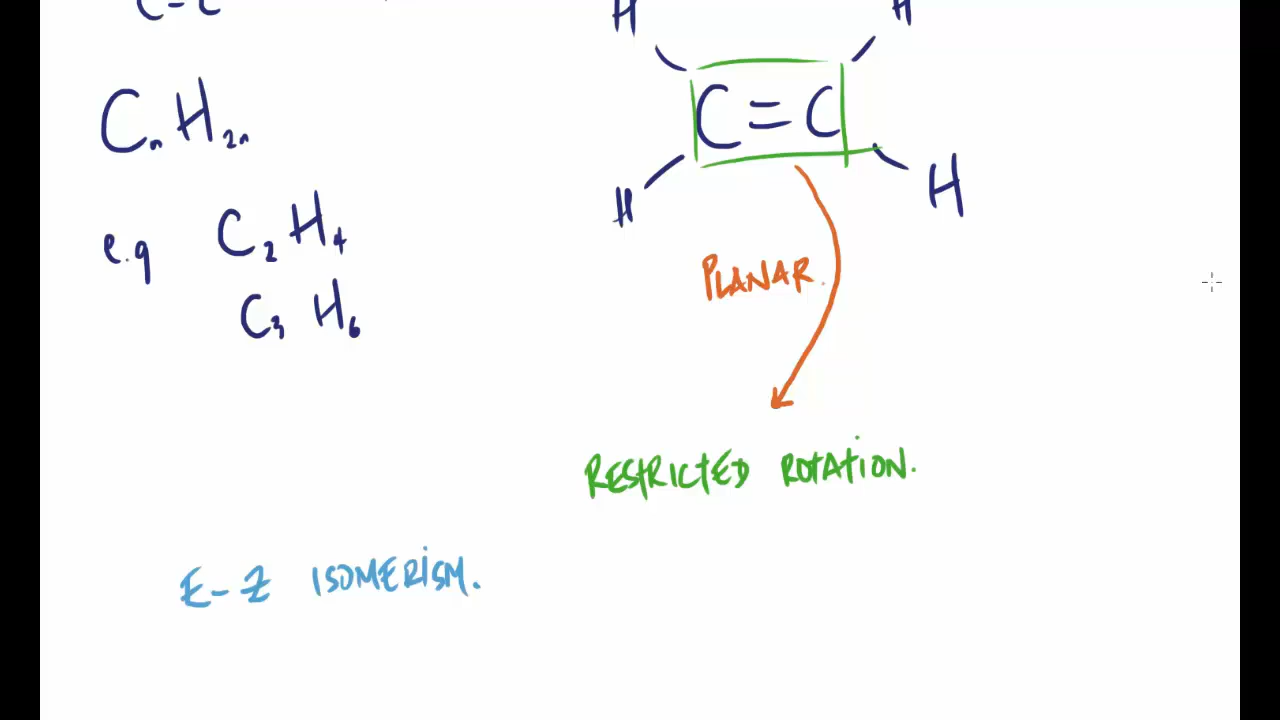 C=C
H H
C=C
H H
CnH2n
e.g C2H4
C3H6
PLANAR.
RESTRICTED ROTATION.
E-Z ISOMERISM.